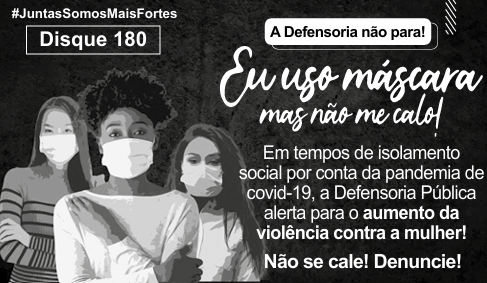 #JuntasSomosMaisFortes
Disque 180
A Defensoria não para!
Eu uso máscara
mas não me calo!
Em tempos de isolamento
social por conta da pandemia de
covid-19, a Defensoria Pública
alerta para o aumento da
violência contra a mulher!
Não se cale! Denuncie!